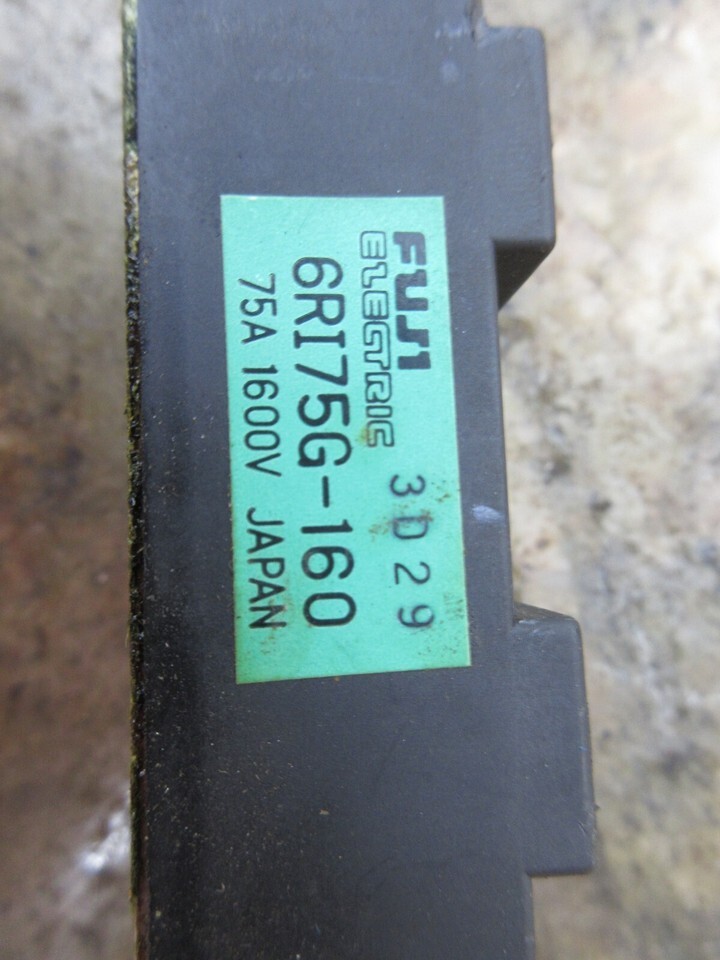 FUJI
ELECTRIC 3D29
6RI75G-160
75A 1600V JAPAN